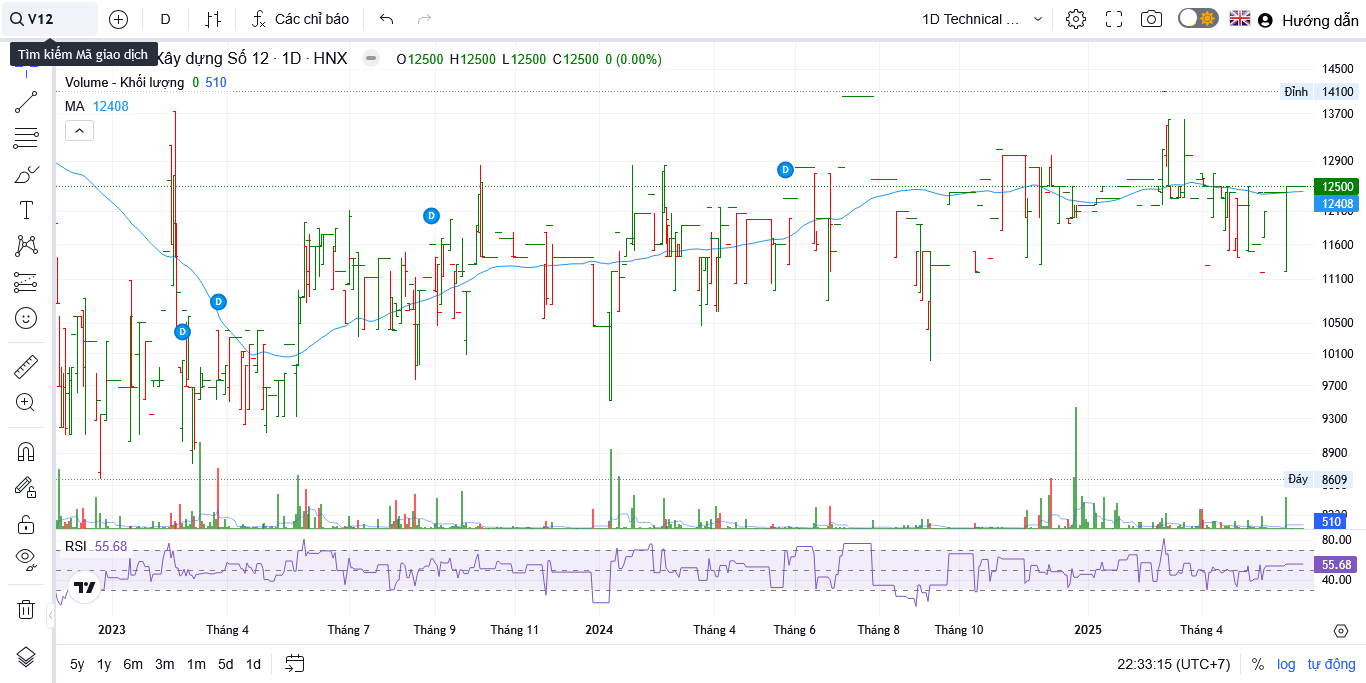 V12
D
Các chỉ báo
1D Technical ...
Hướng dẫn
Tìm kiếm Mã giao dịch
Xây dựng Số 12 · 1D · HNX
O12500 H12500 L12500 C12500 0 (0.00%)
Volume - Khối lượng 0 510
MA 12408
14500
Đỉnh 14100
13700
12900
12500
12408
11600
11100
10500
10100
9700
9300
8900
Đáy 8609
510
D
D
D
D
RSI 55.68
80.00
55.68
40.00
2023
Tháng 4
Tháng 7
Tháng 9
Tháng 11
2024
Tháng 4
Tháng 6
Tháng 8
Tháng 10
2025
Tháng 4
5y 1y 6m 3m 1m 5d 1d
22:33:15 (UTC+7)
% log tự động